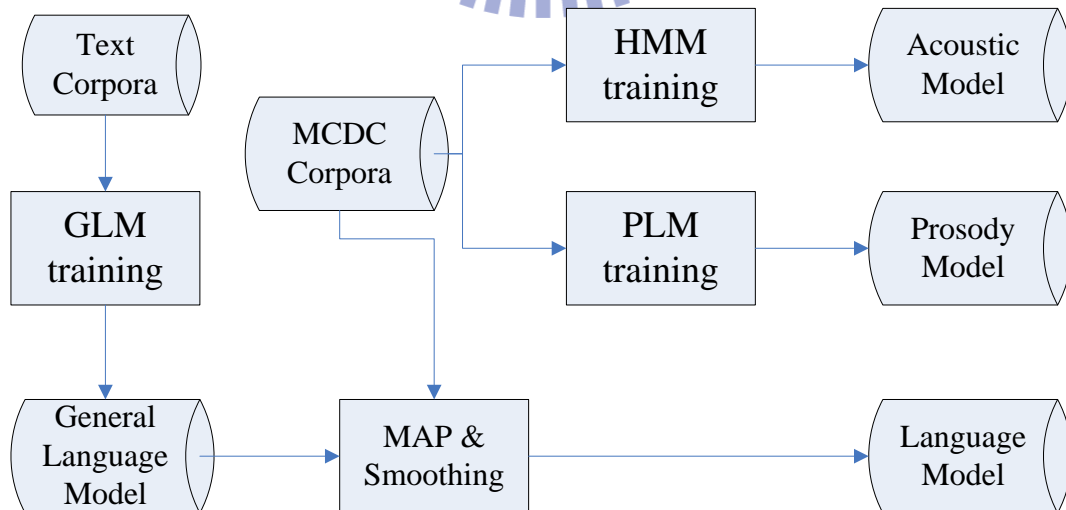 Text
Corpora
HMM
training
Acoustic
Model
MCDC
Corpora
GLM
training
PLM
training
Prosody
Model
General
Language
Model
MAP &
Smoothing
Language
Model